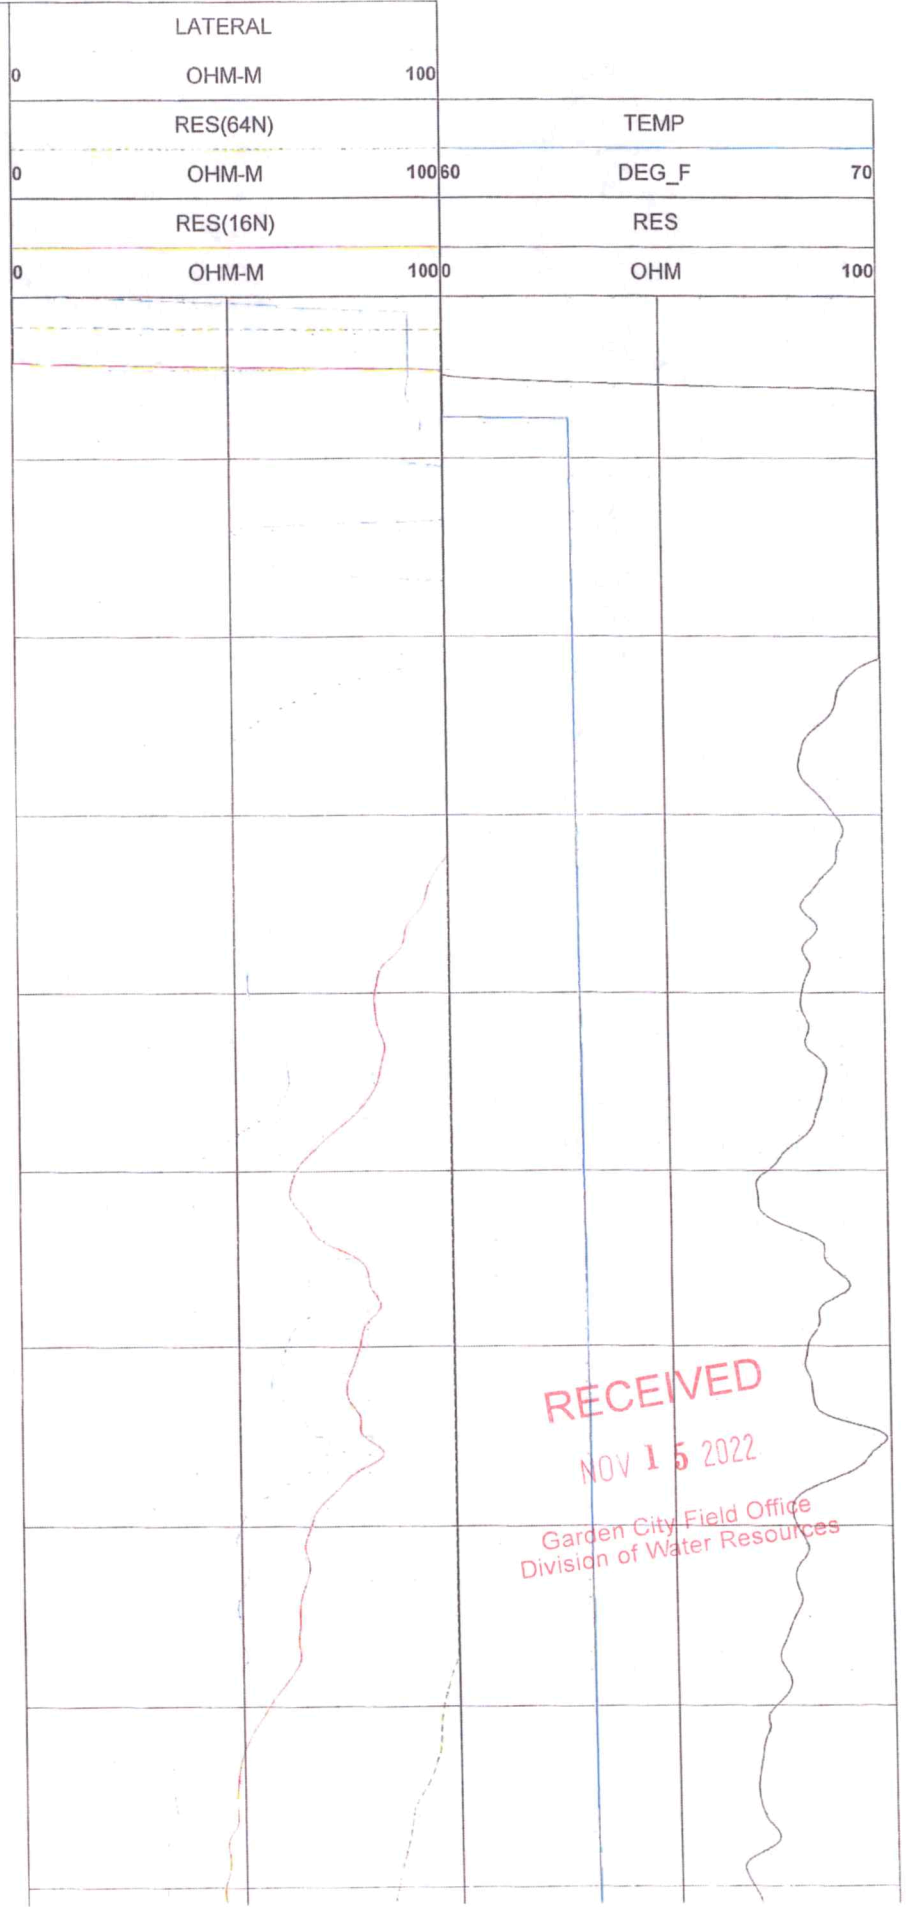 LATERAL
0 OHM-M 100
RES(64N)
0 OHM-M 100
RES(16N)
0 OHM-M 100
TEMP
60 DEG_F 70
RES
0 OHM 100
RECEIVED
NOV 15 2022
Garden City Field Office
Division of Water Resources